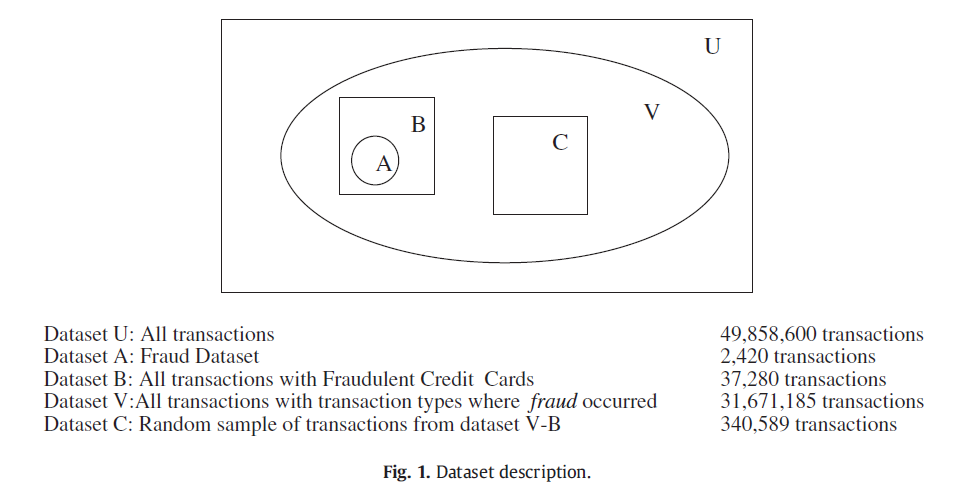 U
V
B
C
A
Dataset U: All transactions 49,858,600 transactions
Dataset A: Fraud Dataset 2,420 transactions
Dataset B: All transactions with Fraudulent Credit Cards 37,280 transactions
Dataset V:All transactions with transaction types where fraud occurred 31,671,185 transactions
Dataset C: Random sample of transactions from dataset V-B 340,589 transactions
Fig. 1. Dataset description.